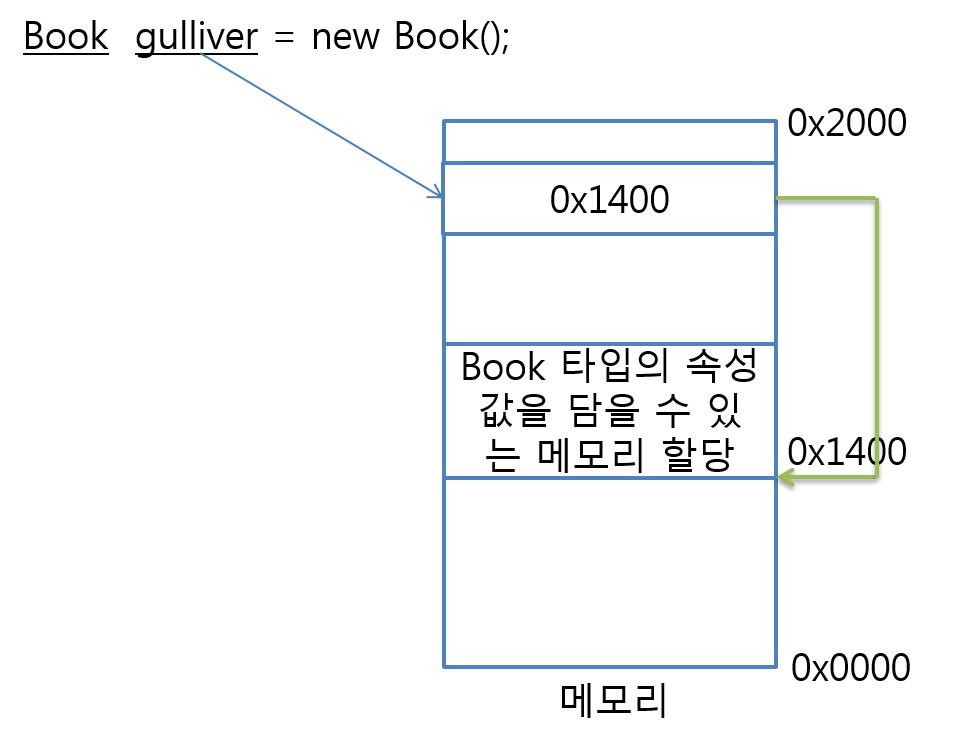 Book gulliver = new Book();
0x2000
0x1400
Book 타입의 속성
값을 담을 수 있
는 메모리 할당
0x1400
0x0000
메모리